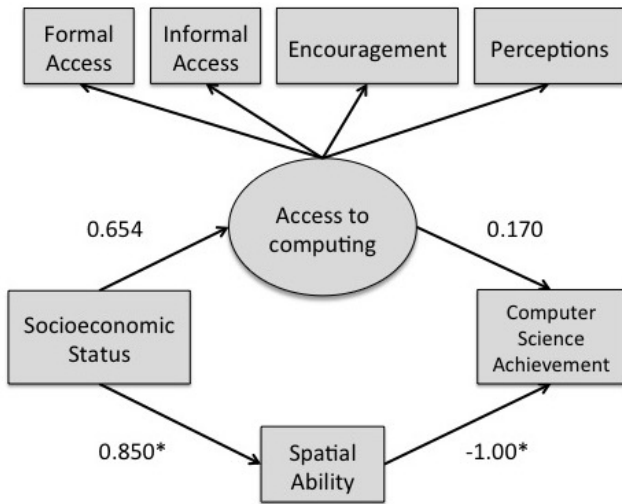 Formal
Access
Informal
Access
Encouragement
Perceptions
Access to
computing
0.654
0.170
Socioeconomic
Status
Computer
Science
Achievement
0.850*
Spatial
Ability
-1.00*